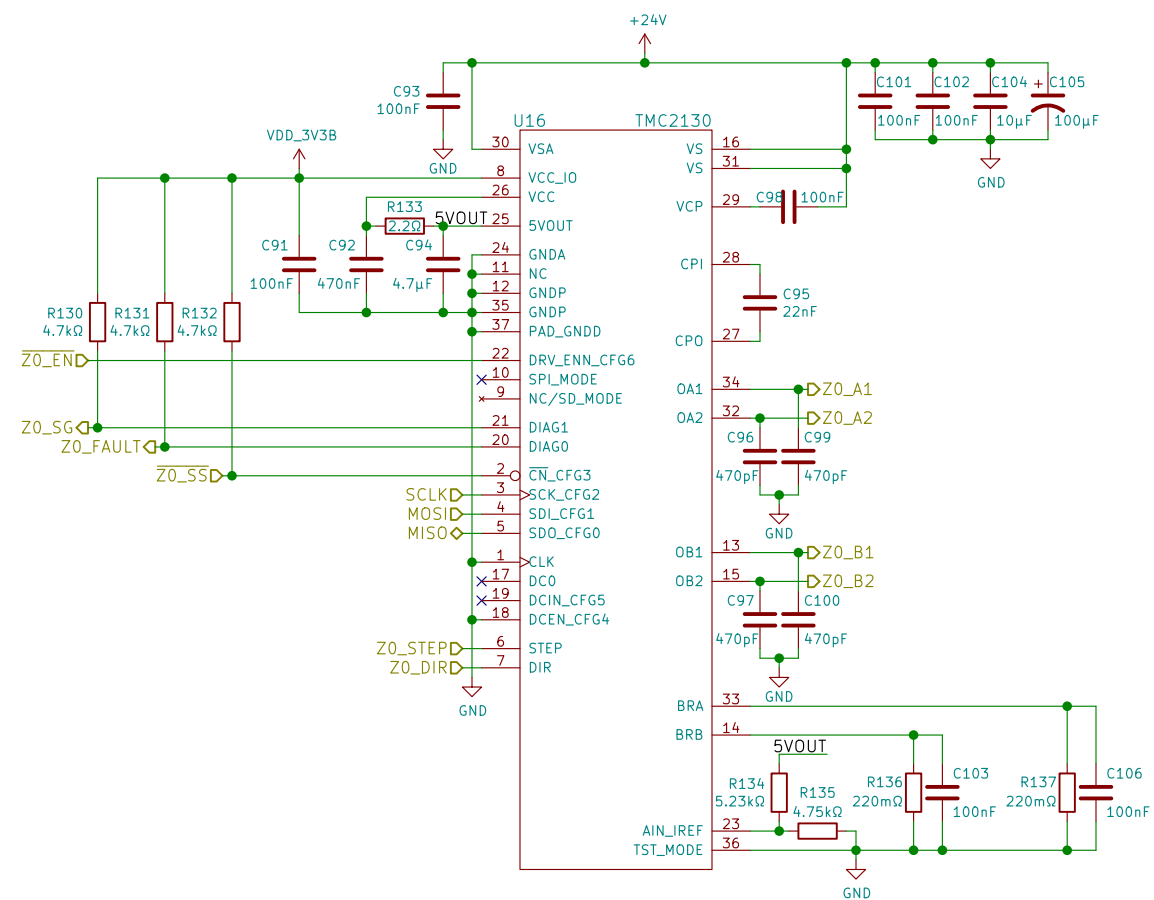 +24V
C93
100nF
GND
C101
100nF
C102
100nF
C104
10µF
+
C105
100µF
GND
U16
TMC2130
VDD_3V3B
30
VSA
8
VCC_IO
26
VCC
R133
2.2Ω
5VOUT
25
5VOUT
24
GNDA
11
NC
12
GNDP
35
GNDP
37
PAD_GNDD
C91
100nF
C92
470nF
C94
4.7µF
R130
4.7kΩ
R131
4.7kΩ
R132
4.7kΩ
Z0_EN
22
DRV_ENN_CFG6
10
SPI_MODE
9
NC/SD_MODE
Z0_SG
21
DIAG1
Z0_FAULT
20
DIAG0
Z0_SS
2
CN_CFG3
SCLK
3
SCK_CFG2
MOSI
4
SDI_CFG1
MISO
5
SDO_CFG0
1
CLK
17
DCO
19
DCIN_CFG5
18
DCEN_CFG4
Z0_STEP
6
STEP
Z0_DIR
7
DIR
GND
VS
16
VS
31
VCP
29
C98
100nF
CPI
28
C95
22nF
CPO
27
OA1
34
Z0_A1
OA2
32
Z0_A2
C96
470pF
C99
470pF
GND
OB1
13
Z0_B1
OB2
15
Z0_B2
C97
470pF
C100
470pF
GND
BRA
33
BRB
14
5VOUT
R134
5.23kΩ
R135
4.75kΩ
R136
220mΩ
C103
100nF
R137
220mΩ
C106
100nF
AIN_IREF
23
TST_MODE
36
GND